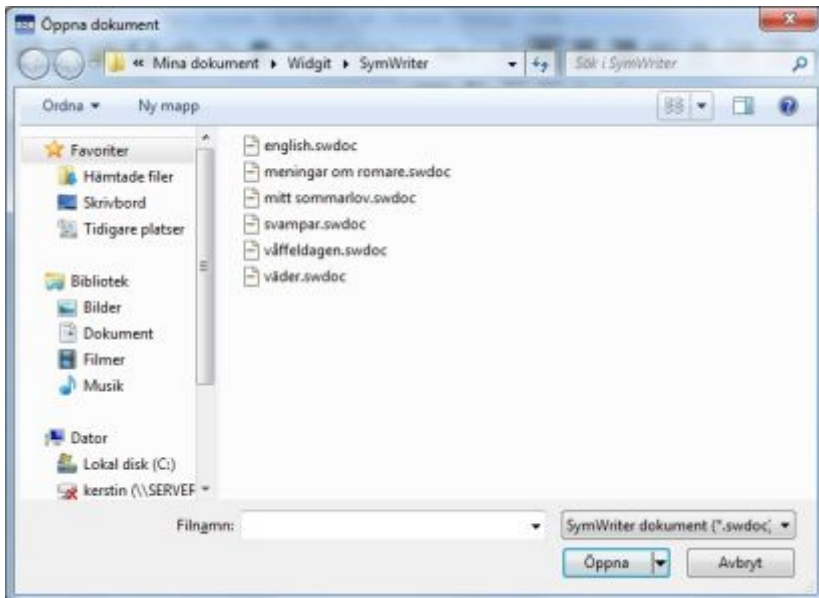 Öppna dokument
« Mina dokument ▸ Widgit ▸ SymWriter
Sök i SymWriter
Ordna
Ny mapp
Favoriter
Hämtade filer
Skrivbord
Tidigare platser
Bibliotek
Bilder
Dokument
Filmer
Musik
Dator
Lokal disk (C:)
kerstin (\\SERVER
english.swdoc
meningar om romare.swdoc
mitt sommarlov.swdoc
svampar.swdoc
våffeldagen.swdoc
väder.swdoc
Filnamn:
SymWriter dokument (*.swdoc)
Öppna
Avbryt